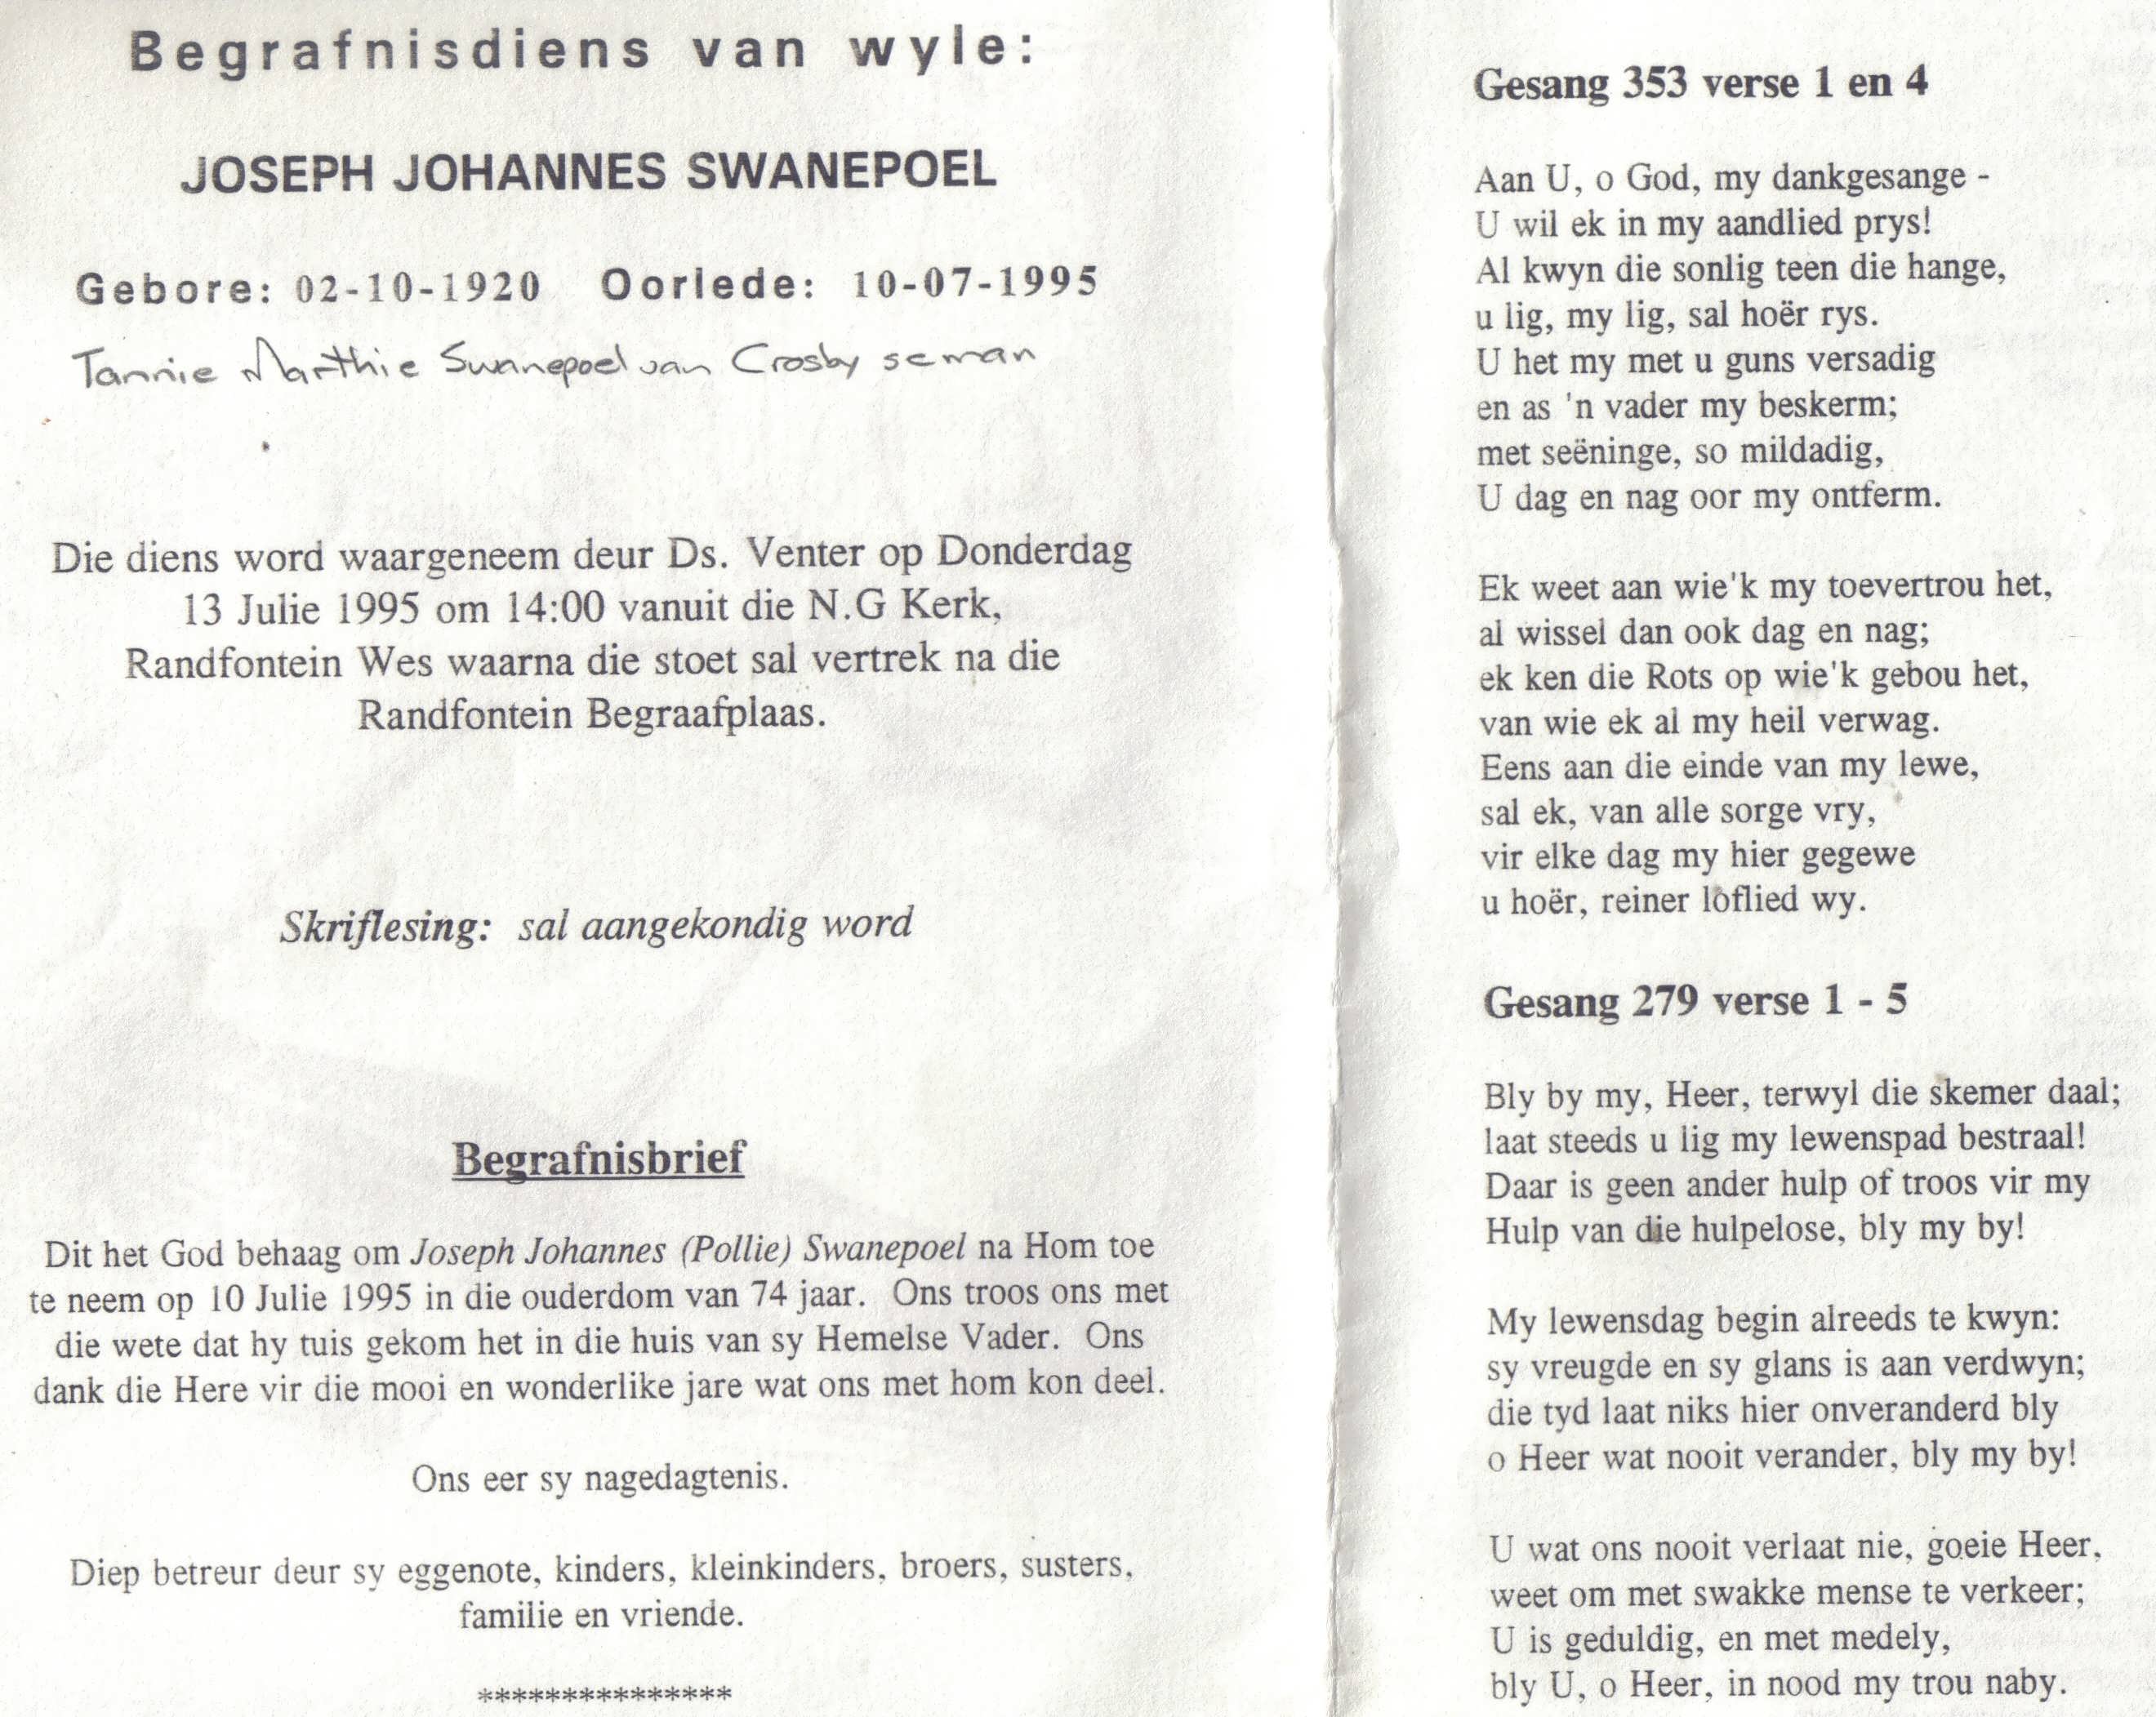 Begrafnisdiens van wyle:
JOSEPH JOHANNES SWANEPOEL
Gebore: 02-10-1920 Oorlede: 10-07-1995
Tannie Marthie Swanepoel van Crosby se man
Die diens word waargeneem deur Ds. Venter op Donderdag
13 Julie 1995 om 14:00 vanuit die N.G Kerk,
Randfontein Wes waarna die stoet sal vertrek na die
Randfontein Begraafplaas.
Skriflesing: sal aangekondig word
Begrafnisbrief
Dit het God behaag om Joseph Johannes (Pollie) Swanepoel na Hom toe
te neem op 10 Julie 1995 in die ouderdom van 74 jaar. Ons troos ons met
die wete dat hy tuis gekom het in die huis van sy Hemelse Vader. Ons
dank die Here vir die mooi en wonderlike jare wat ons met hom kon deel.
Ons eer sy nagedagtenis.
Diep betreur deur sy eggenote, kinders, kleinkinders, broers, susters,
familie en vriende.
***************
Gesang 353 verse 1 en 4
Aan U, o God, my dankgesange -
U wil ek in my aandlied prys!
Al kwyn die sonlig teen die hange,
u lig, my lig, sal hoër rys.
U het my met u guns versadig
en as 'n vader my beskerm;
met seëninge, so mildadig,
U dag en nag oor my ontferm.
Ek weet aan wie'k my toevertrou het,
al wissel dan ook dag en nag;
ek ken die Rots op wie'k gebou het,
van wie ek al my heil verwag.
Eens aan die einde van my lewe,
sal ek, van alle sorge vry,
vir elke dag my hier gegewe
u hoër, reiner loflied wy.
Gesang 279 verse 1 - 5
Bly by my, Heer, terwyl die skemer daal;
laat steeds u lig my lewenspad bestraal!
Daar is geen ander hulp of troos vir my
Hulp van die hulpelose, bly my by!
My lewensdag begin alreeds te kwyn:
sy vreugde en sy glans is aan verdwyn;
die tyd laat niks hier onveranderd bly
o Heer wat nooit verander, bly my by!
U wat ons nooit verlaat nie, goeie Heer,
weet om met swakke mense te verkeer;
U is geduldig, en met medely,
bly U, o Heer, in nood my trou naby.